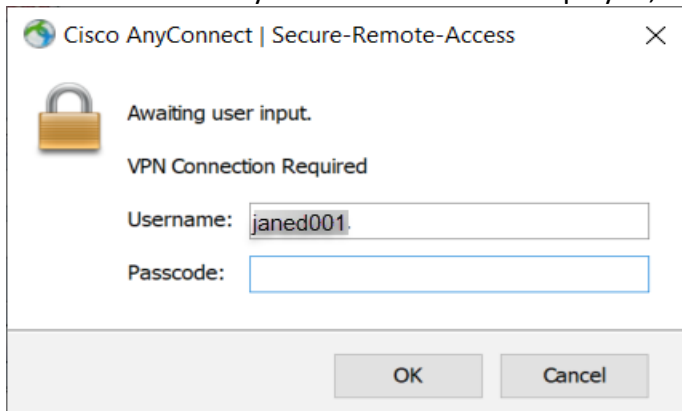 Cisco AnyConnect | Secure-Remote-Access
Awaiting user input.
VPN Connection Required
Username: janed001.
Passcode:
OK Cancel